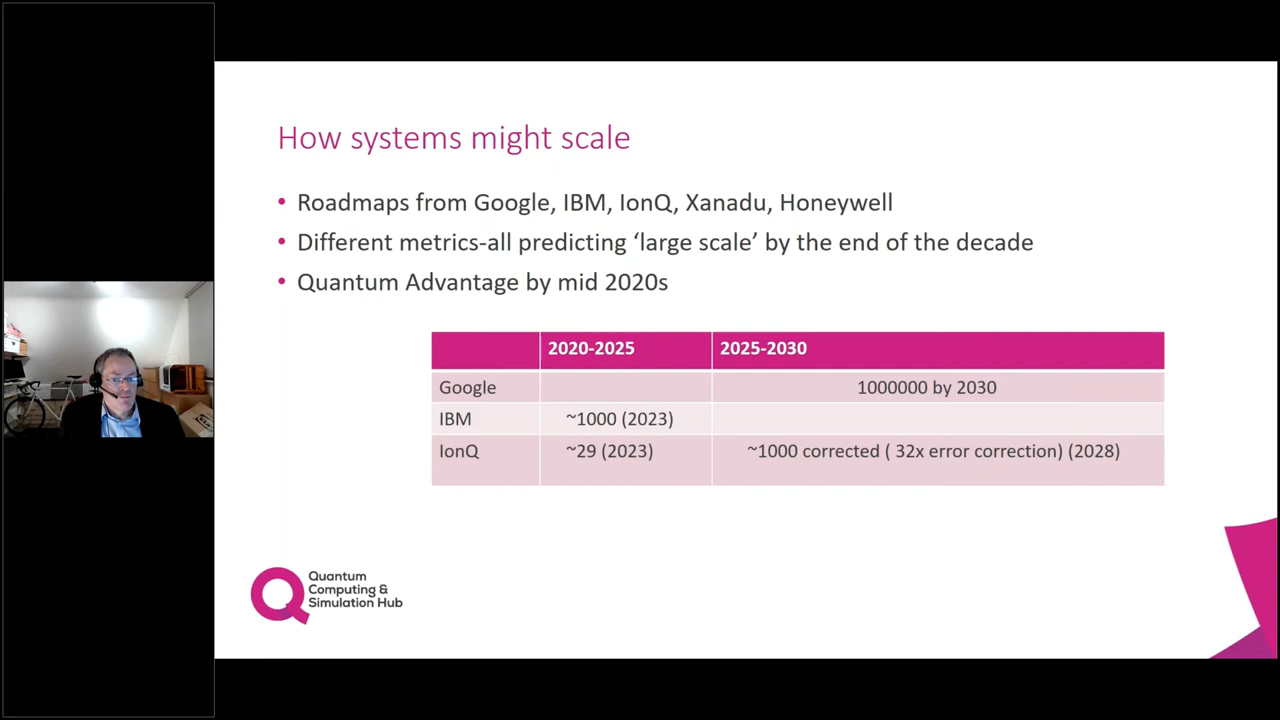 How systems might scale
• Roadmaps from Google, IBM, IonQ, Xanadu, Honeywell
• Different metrics-all predicting ‘large scale’ by the end of the decade
• Quantum Advantage by mid 2020s
2020-2025 2025-2030
Google 1000000 by 2030
IBM ~1000 (2023)
IonQ ~29 (2023) ~1000 corrected ( 32x error correction) (2028)
Quantum
Computing &
Simulation Hub